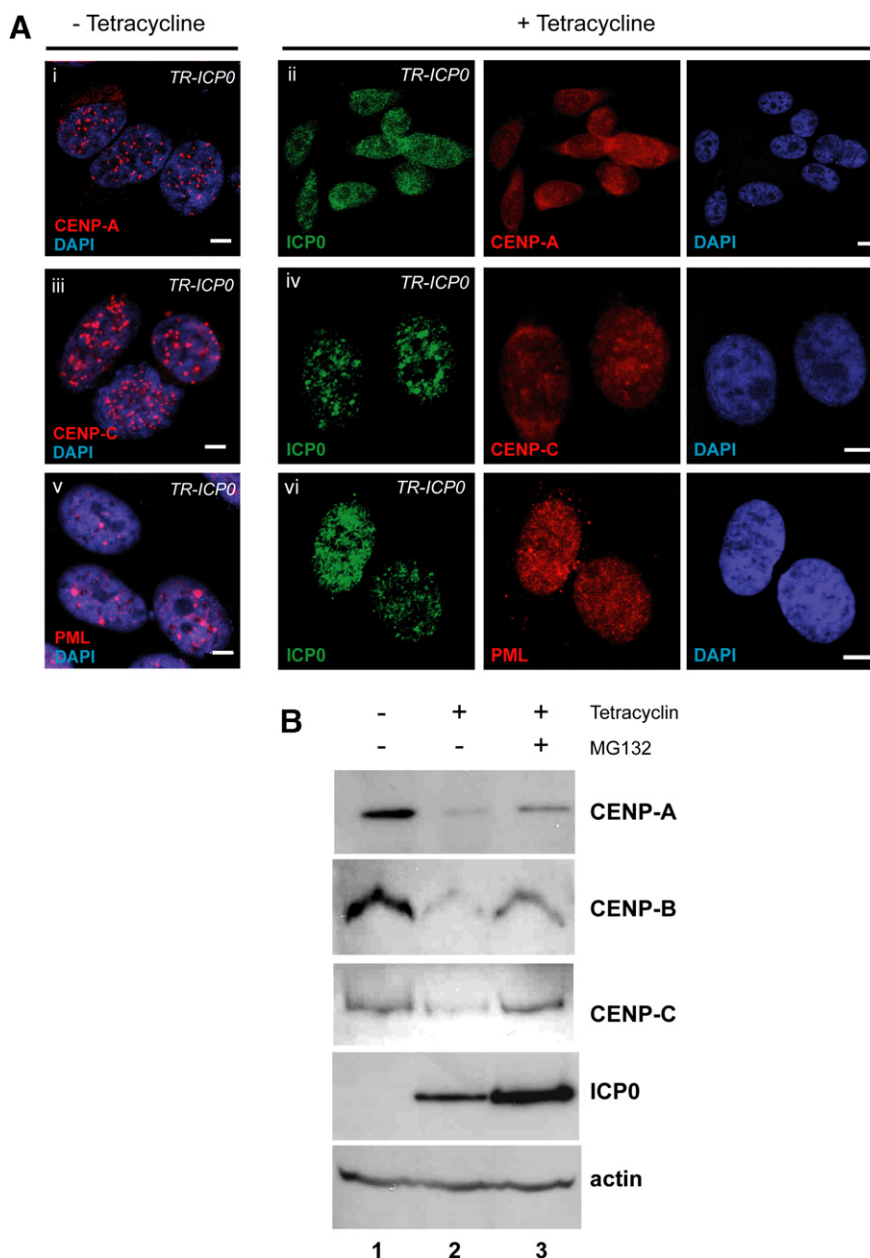 A
- Tetracycline
+ Tetracycline
i
TR-ICP0
CENP-A
DAPI
ii
TR-ICP0
ICP0
CENP-A
DAPI
iii
TR-ICP0
CENP-C
DAPI
iv
TR-ICP0
ICP0
CENP-C
DAPI
v
TR-ICP0
PML
DAPI
vi
TR-ICP0
ICP0
PML
DAPI
B
- + + Tetracyclin
- - + MG132
CENP-A
CENP-B
CENP-C
ICP0
actin
1 2 3